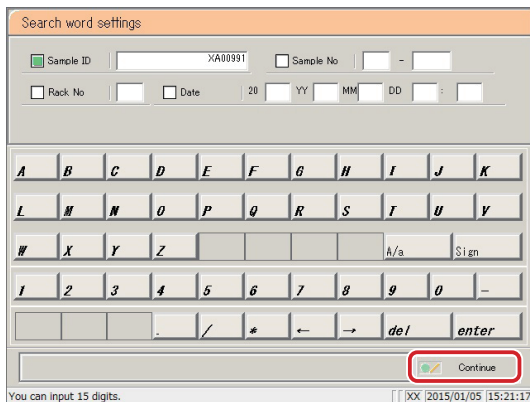 Search word settings
Sample ID XA00991 Sample No -
Rack No Date 20 YY MM DD :
A B C D E F G H I J K
L M N O P Q R S T U V
W X Y Z A/a Sign
1 2 3 4 5 6 7 8 9 0 -
. / * ← → del enter
Continue
You can input 15 digits. XX 2015/01/05 15:21:17